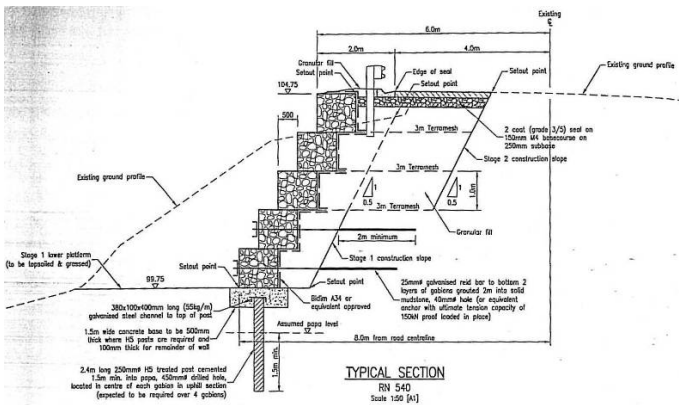 Existing
℄
6.0m
2.0m
4.0m
Granular fill
Setout point
Edge of seal
Setout point
Setout point
Existing ground profile
104.75
500
3m Terramesh
2 coat (grade 3/5) seal on
150mm M4 basecourse on
250mm subbase
Stage 2 construction slope
3m Terramesh
Existing ground profile
1
0.5
1
0.5
1.0m
3m Terramesh
Granular fill
2m minimum
Stage 1 lower platform
(to be topsoiled & grassed)
99.75
Setout point
Stage 1 construction slope
Setout point
380x100x400mm long (55kg/m)
galvanised steel channel to top of post
Bidim A34 or
equivalent approved
25mmø galvanised reid bar to bottom 2
layers of gabions grouted 2m into solid
mudstone, 40mmø hole (or equivalent
anchor with ultimate tension capacity of
150kN proof loaded in place)
1.5m wide concrete base to be 500mm
thick where H5 posts are required and
100mm thick for remainder of wall
Assumed papa level
8.0m from road centreline
2.4m long 250mmø H5 treated post cemented
1.5m min. into papa, 450mmø drilled hole,
located in centre of each gabion in uphill section
(expected to be required over 4 gabions)
1.5m min.
TYPICAL SECTION
RN 540
Scale 1:50 [A1]